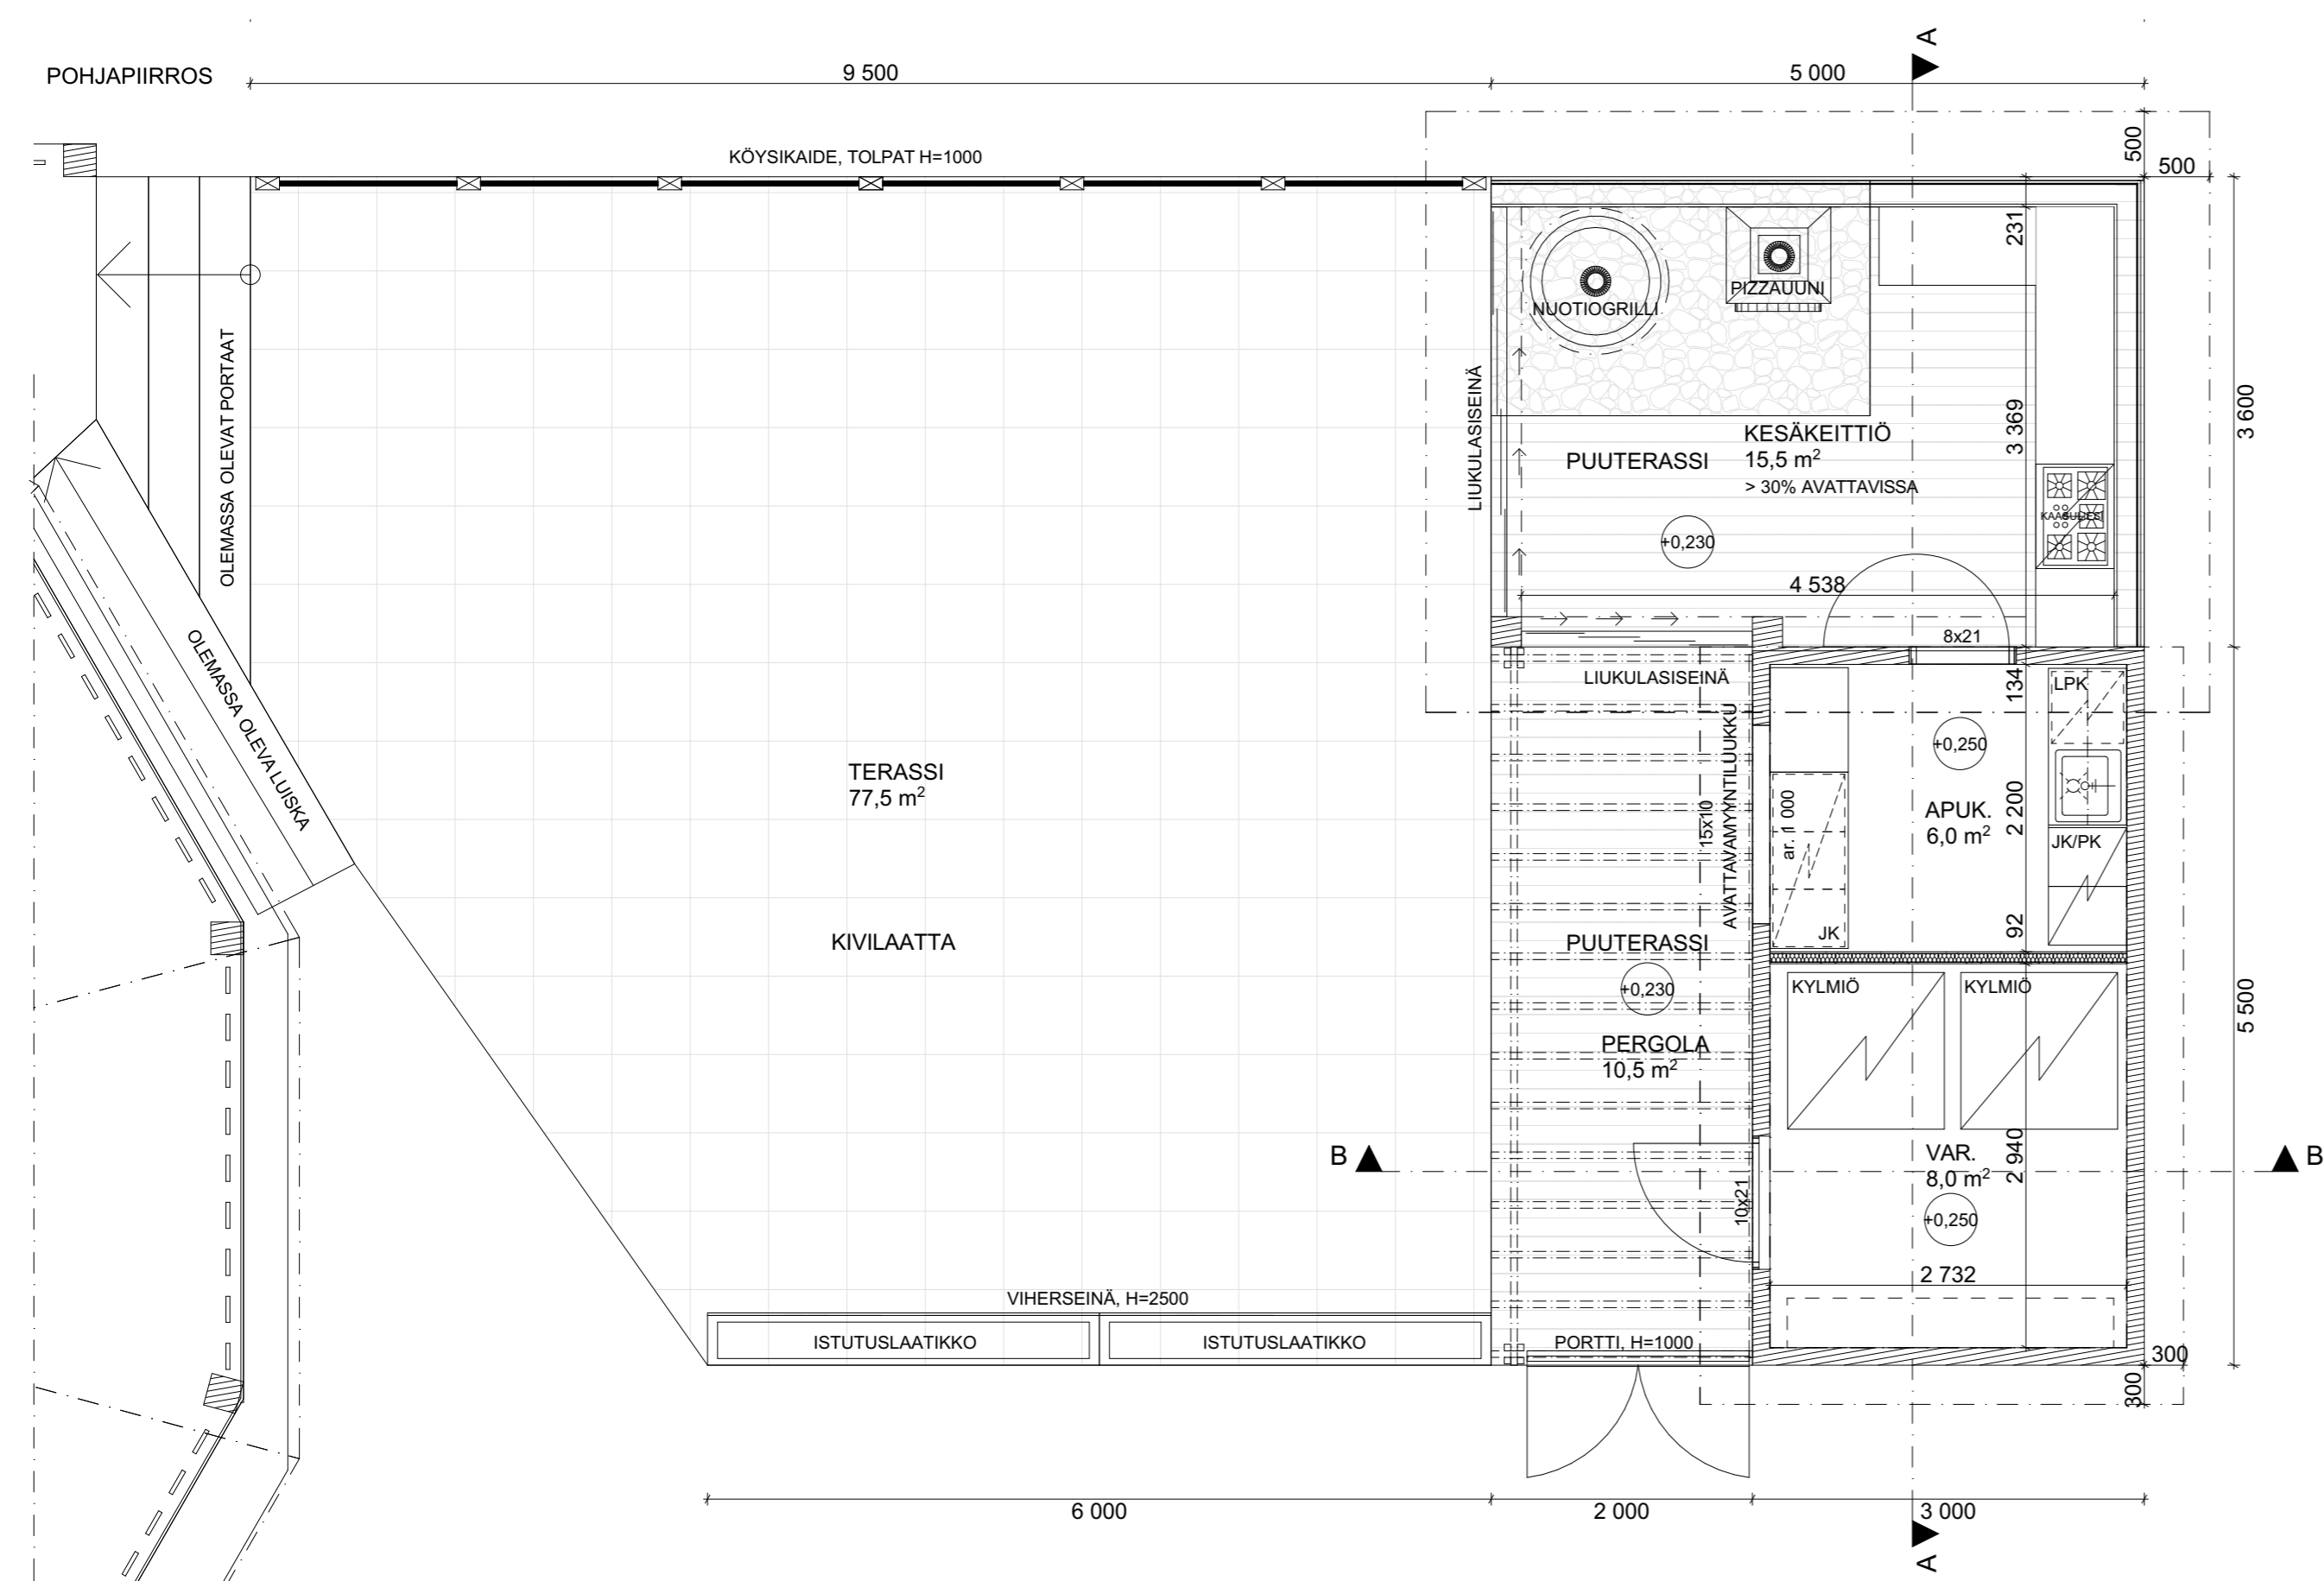 A
POHJAPIIRROS
9 500
5 000
500
500
KÖYSIKAIDE, TOLPAT H=1000
231
NUOTIOGRILLI
PIZZAUUNI
OLEMASSA OLEVAT PORTAAT
LIUKULASISEINÄ
3 369
3 600
KESÄKEITTIÖ
PUUTERASSI
15,5 m²
> 30% AVATTAVISSA
KAASULIESI
+0,230
4 538
8x21
OLEMASSA OLEVA LUISKA
LIUKULASISEINÄ
134
LPK
AVATTAVAMYYNTILUUKKU
15x10
+0,250
TERASSI
77,5 m²
ar. 1 000
APUK.
6,0 m²
2 200
JK/PK
JK
92
KIVILAATTA
PUUTERASSI
+0,230
KYLMIÖ
KYLMIÖ
5 500
PERGOLA
10,5 m²
B
B
VAR.
8,0 m²
2 940
10x21
+0,250
2 732
VIHERSEINÄ, H=2500
ISTUTUSLAATIKKO
ISTUTUSLAATIKKO
PORTTI, H=1000
300
300
6 000
2 000
3 000
A